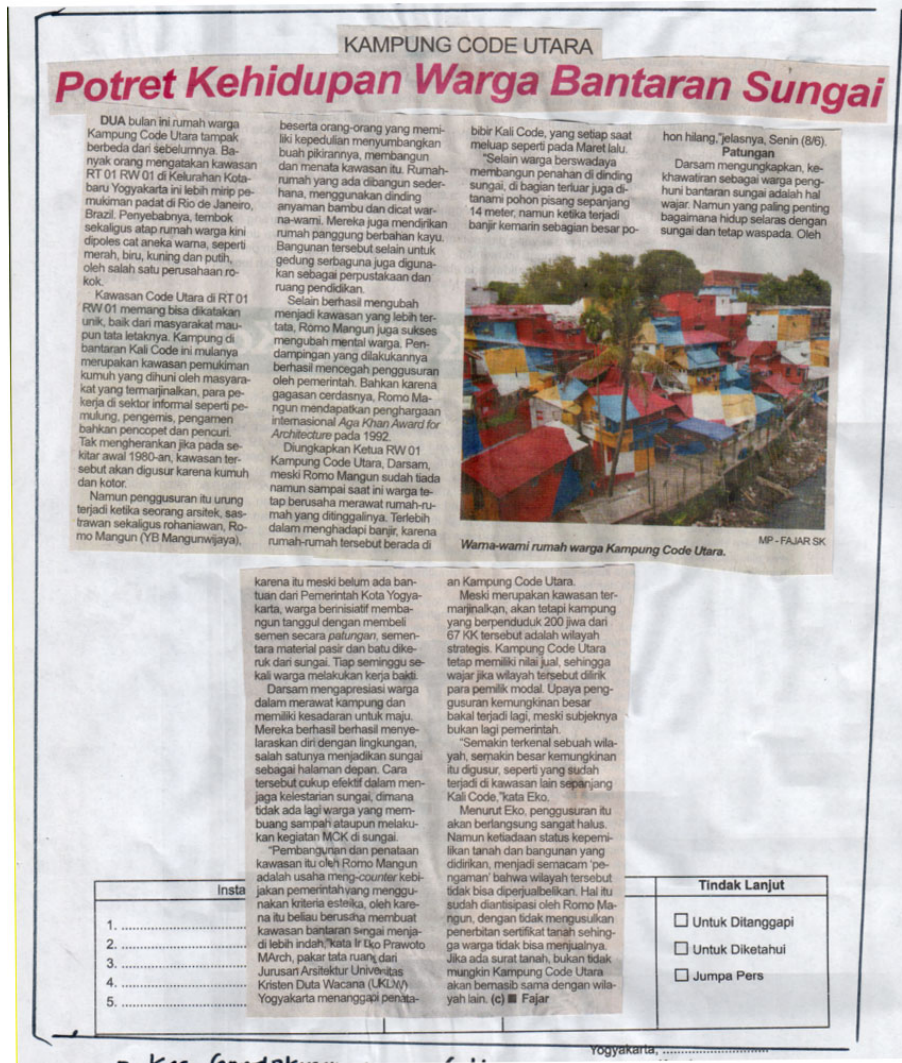 KAMPUNG CODE UTARA
Potret Kehidupan Warga Bantaran Sungai
DUA bulan ini rumah warga
Kampung Code Utara tampak
berbeda dari sebelumnya. Ba-
nyak orang mengatakan kawasan
RT 01 RW 01 di Kelurahan Kota-
baru Yogyakarta ini lebih mirip pe-
mukiman padat di Rio de Janeiro,
Brazil. Penyebabnya, tembok
sekaligus atap rumah warga kini
dipoles cat aneka warna, seperti
merah, biru, kuning dan putih,
oleh salah satu perusahaan ro-
kok.
Kawasan Code Utara di RT 01
RW 01 memang bisa dikatakan
unik, baik dari masyarakat mau-
pun tata letaknya. Kampung di
bantaran Kali Code ini mulanya
merupakan kawasan pemukiman
kumuh yang dihuni oleh masyara-
kat yang termarjinalkan, para pe-
kerja di sektor informal seperti pe-
mulung, pengemis, pengamen
bahkan pencopet dan pencuri.
Tak mengherankan jika pada se-
kitar awal 1980-an, kawasan ter-
sebut akan digusur karena kumuh
dan kotor.
Namun penggusuran itu urung
terjadi ketika seorang arsitek, sas-
trawan sekaligus rohaniawan, Ro-
mo Mangun (YB Mangunwijaya),
beserta orang-orang yang memi-
liki kepedulian menyumbangkan
buah pikirannya, membangun
dan menata kawasan itu. Rumah-
rumah yang ada dibangun seder-
hana, menggunakan dinding
anyaman bambu dan dicat war-
na-warni. Mereka juga mendirikan
rumah panggung berbahan kayu.
Bangunan tersebut selain untuk
gedung serbaguna juga diguna-
kan sebagai perpustakaan dan
ruang pendidikan.
Selain berhasil mengubah
menjadi kawasan yang lebih ter-
tata, Romo Mangun juga sukses
mengubah mental warga. Pen-
dampingan yang dilakukannya
berhasil mencegah penggusuran
oleh pemerintah. Bahkan karena
gagasan cerdasnya, Romo Ma-
ngun mendapatkan penghargaan
internasional Aga Khan Award for
Architecture pada 1992.
Diungkapkan Ketua RW 01
Kampung Code Utara, Darsam,
meski Romo Mangun sudah tiada
namun sampai saat ini warga te-
tap berusaha merawat rumah-ru-
mah yang ditinggalinya. Terlebih
dalam menghadapi banjir, karena
rumah-rumah tersebut berada di
bibir Kali Code, yang setiap saat
meluap seperti pada Maret lalu.
"Selain warga berswadaya
membangun penahan di dinding
sungai, di bagian terluar juga di-
tanami pohon pisang sepanjang
14 meter, namun ketika terjadi
banjir kemarin sebagian besar po-
hon hilang,"jelasnya, Senin (8/6).
Patungan
Darsam mengungkapkan, ke-
khawatiran sebagai warga peng-
huni bantaran sungai adalah hal
wajar. Namun yang paling penting
bagaimana hidup selaras dengan
sungai dan tetap waspada. Oleh
MP - FAJAR SK
Warna-warni rumah warga Kampung Code Utara.
karena itu meski belum ada ban-
tuan dari Pemerintah Kota Yogya-
karta, warga berinisiatif memba-
ngun tanggul dengan membeli
semen secara patungan, semen-
tara material pasir dan batu dike-
ruk dari sungai. Tiap seminggu se-
kali warga melakukan kerja bakti.
Darsam mengapresiasi warga
dalam merawat kampung dan
memiliki kesadaran untuk maju.
Mereka berhasil berhasil menye-
laraskan diri dengan lingkungan,
salah satunya menjadikan sungai
sebagai halaman depan. Cara
tersebut cukup efektif dalam men-
jaga kelestarian sungai, dimana
tidak ada lagi warga yang mem-
buang sampah ataupun melaku-
kan kegiatan MCK di sungai.
"Pembangunan dan penataan
kawasan itu oleh Romo Mangun
adalah usaha meng-counter kebi-
jakan pemerintah yang menggu-
nakan kriteria esteika, oleh kare-
na itu beliau berusaha membuat
kawasan bantaran sungai menja-
di lebih indah,"kata Ir Eko Prawoto
MArch, pakar tata ruang dari
Jurusan Arsitektur Universitas
Kristen Duta Wacana (UKDW)
Yogyakarta menanggapi penata-
an Kampung Code Utara.
Meski merupakan kawasan ter-
marjinalkan, akan tetapi kampung
yang berpenduduk 200 jiwa dari
67 KK tersebut adalah wilayah
strategis. Kampung Code Utara
tetap memiliki nilai jual, sehingga
wajar jika wilayah tersebut dilirik
para pemilik modal. Upaya peng-
gusuran kemungkinan besar
bakal terjadi lagi, meski subjeknya
bukan lagi pemerintah.
"Semakin terkenal sebuah wila-
yah, semakin besar kemungkinan
itu digusur, seperti yang sudah
terjadi di kawasan lain sepanjang
Kali Code,"kata Eko.
Menurut Eko, penggusuran itu
akan berlangsung sangat halus.
Namun ketiadaan status kepemi-
likan tanah dan bangunan yang
didirikan, menjadi semacam 'pe-
ngaman' bahwa wilayah tersebut
tidak bisa diperjualbelikan. Hal itu
sudah diantisipasi oleh Romo Ma-
ngun, dengan tidak mengusulkan
penerbitan sertifikat tanah sehing-
ga warga tidak bisa menjualnya.
Jika ada surat tanah, bukan tidak
mungkin Kampung Code Utara
akan bernasib sama dengan wila-
yah lain. (c) ■ Fajar
Insta
1. ....................
2. ....................
3. ....................
4. ....................
5. ....................
Tindak Lanjut
☐ Untuk Ditanggapi
☐ Untuk Diketahui
☐ Jumpa Pers
Yogyakarta, ....................